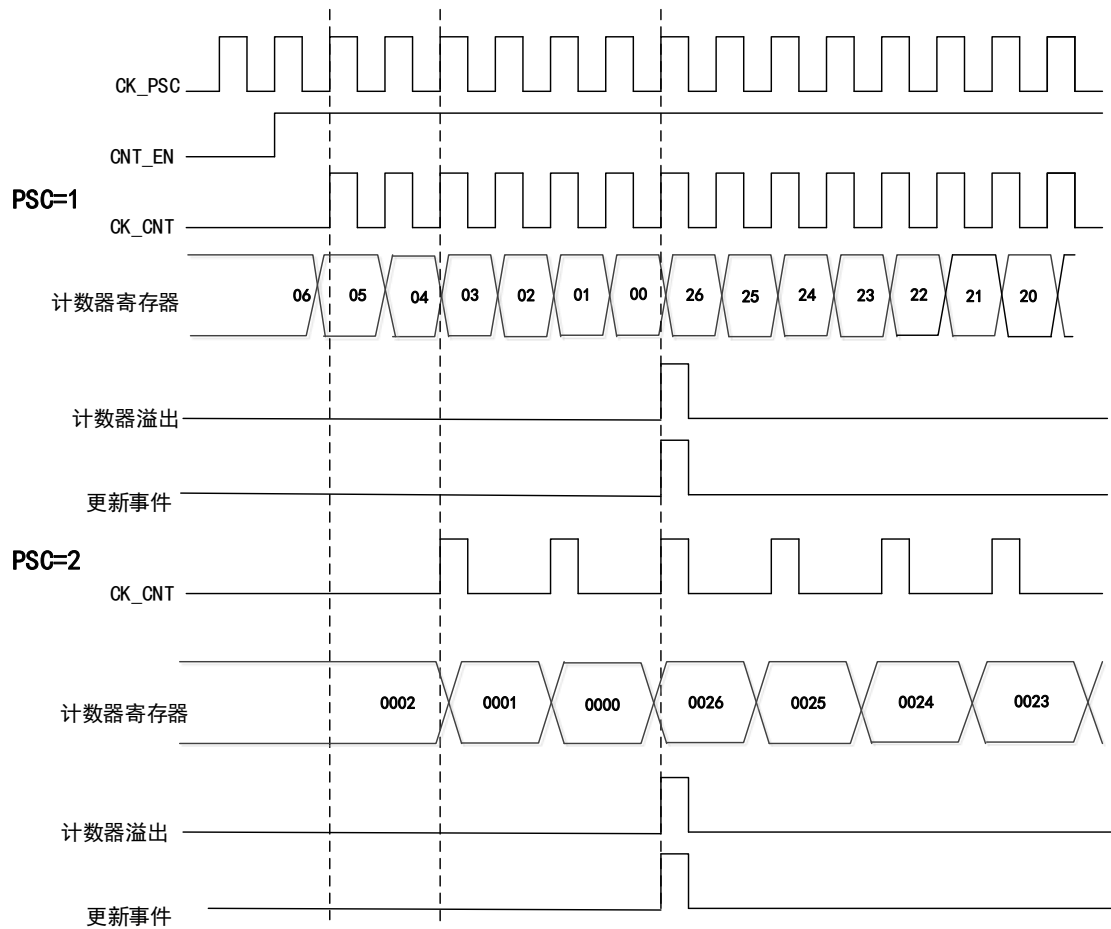 CK_PSC
CNT_EN
PSC=1
CK_CNT
计数器寄存器 06 05 04 03 02 01 00 26 25 24 23 22 21 20
计数器溢出
更新事件
PSC=2
CK_CNT
计数器寄存器 0002 0001 0000 0026 0025 0024 0023
计数器溢出
更新事件